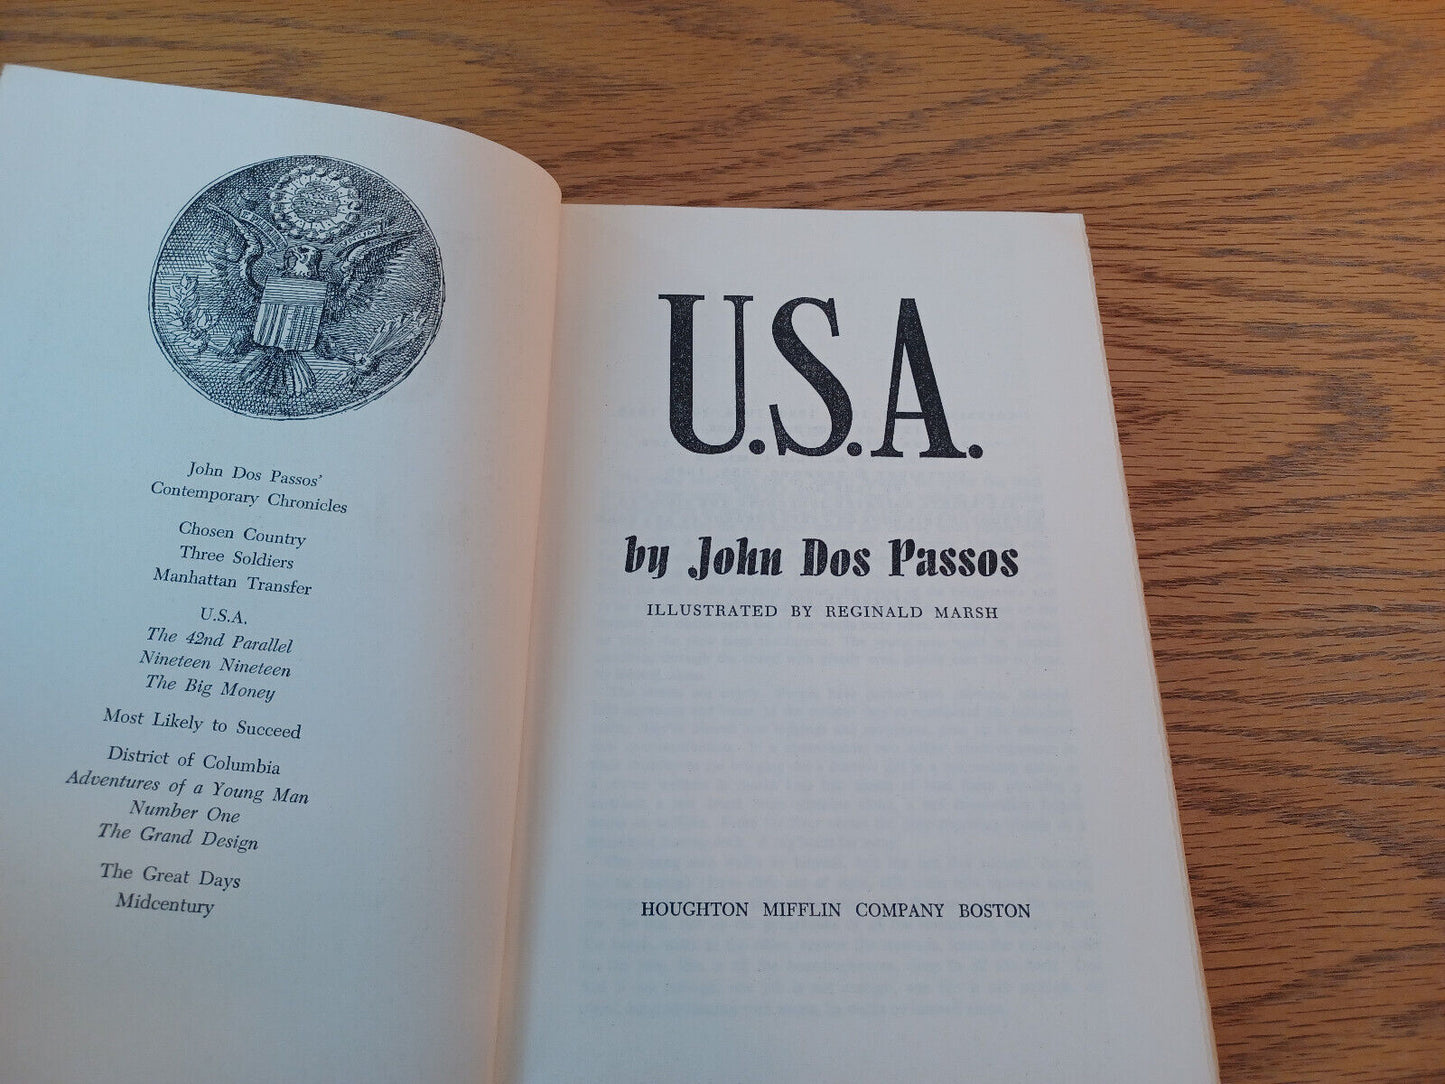 John Dos Passos'
Contemporary Chronicles
Chosen Country
Three Soldiers
Manhattan Transfer
U.S.A.
The 42nd Parallel
Nineteen Nineteen
The Big Money
Most Likely to Succeed
District of Columbia
Adventures of a Young Man
Number One
The Grand Design
The Great Days
Midcentury
U.S.A.
by John Dos Passos
ILLUSTRATED BY REGINALD MARSH
HOUGHTON MIFFLIN COMPANY BOSTON